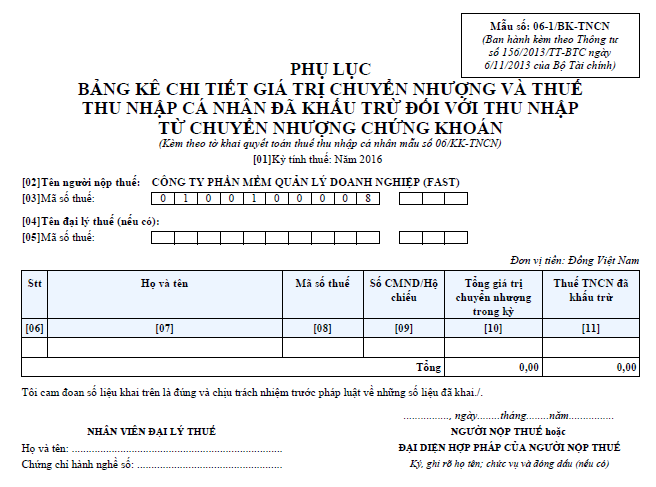 Mẫu số: 06-1/BK-TNCN
(Ban hành kèm theo Thông tư
số 156/2013/TT-BTC ngày
6/11/2013 của Bộ Tài chính)
PHỤ LỤC
BẢNG KÊ CHI TIẾT GIÁ TRỊ CHUYỂN NHƯỢNG VÀ THUẾ
THU NHẬP CÁ NHÂN ĐÃ KHẤU TRỪ ĐỐI VỚI THU NHẬP
TỪ CHUYỂN NHƯỢNG CHỨNG KHOÁN
(Kèm theo tờ khai quyết toán thuế thu nhập cá nhân mẫu số 06/KK-TNCN)
[01]Kỳ tính thuế: Năm 2016
[02]Tên người nộp thuế: CÔNG TY PHẦN MỀM QUẢN LÝ DOANH NGHIỆP (FAST)
[03]Mã số thuế: 0 1 0 0 1 0 0 0 0 8
[04]Tên đại lý thuế (nếu có):
[05]Mã số thuế:
Đơn vị tiền: Đồng Việt Nam
Stt Họ và tên Mã số thuế Số CMND/Hộ chiếu Tổng giá trị chuyển nhượng trong kỳ Thuế TNCN đã khấu trừ
[06] [07] [08] [09] [10] [11]
Tổng 0,00 0,00
Tôi cam đoan số liệu khai trên là đúng và chịu trách nhiệm trước pháp luật về những số liệu đã khai./.
................, ngày........tháng........năm................
NHÂN VIÊN ĐẠI LÝ THUẾ
NGƯỜI NỘP THUẾ hoặc
Họ và tên: ................................................................
ĐẠI DIỆN HỢP PHÁP CỦA NGƯỜI NỘP THUẾ
Chứng chỉ hành nghề số: ............................................
Ký, ghi rõ họ tên; chức vụ và đóng dấu (nếu có)